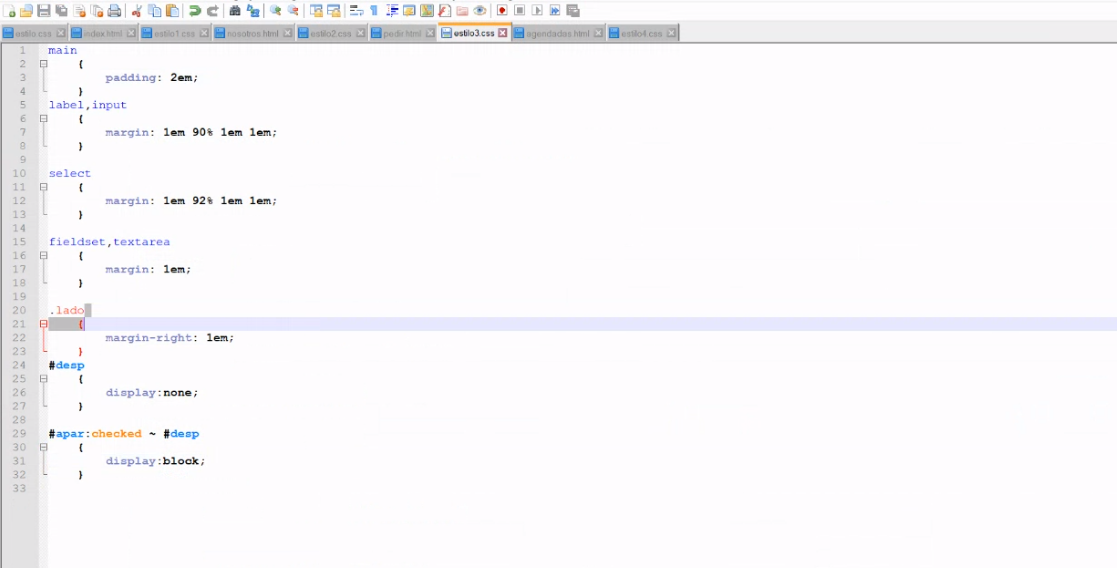 estilo.css index.html estilo1.css nosotros.html estilo2.css pedir.html estilo3.css agendadas.html estilo4.css
1 main
2 {
3 padding: 2em;
4 }
5 label,input
6 {
7 margin: 1em 90% 1em 1em;
8 }
9
10 select
11 {
12 margin: 1em 92% 1em 1em;
13 }
14
15 fieldset,textarea
16 {
17 margin: 1em;
18 }
19
20 .lado
21 {
22 margin-right: 1em;
23 }
24 #desp
25 {
26 display:none;
27 }
28
29 #apar:checked ~ #desp
30 {
31 display:block;
32 }
33